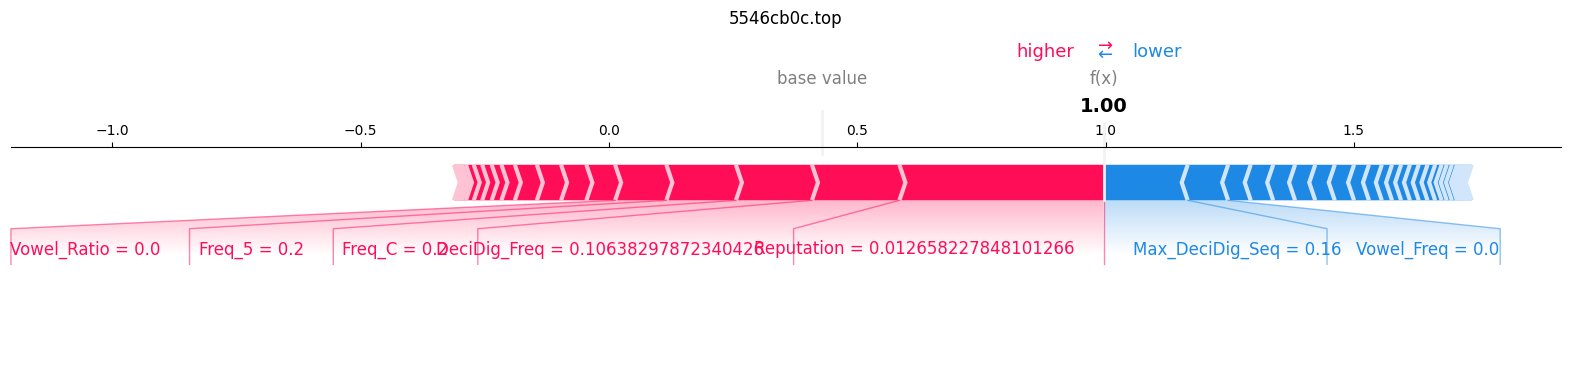 5546cb0c.top
higher ⇄ lower
base value f(x)
1.00
−1.0 −0.5 0.0 0.5 1 0 1.5
Vowel_Ratio = 0.0 Freq_5 = 0.2 Freq_C = 0.2 DeciDig_Freq = 0.10638297872340426 Reputation = 0.012658227848101266 Max_DeciDig_Seq = 0.16 Vowel_Freq = 0.0